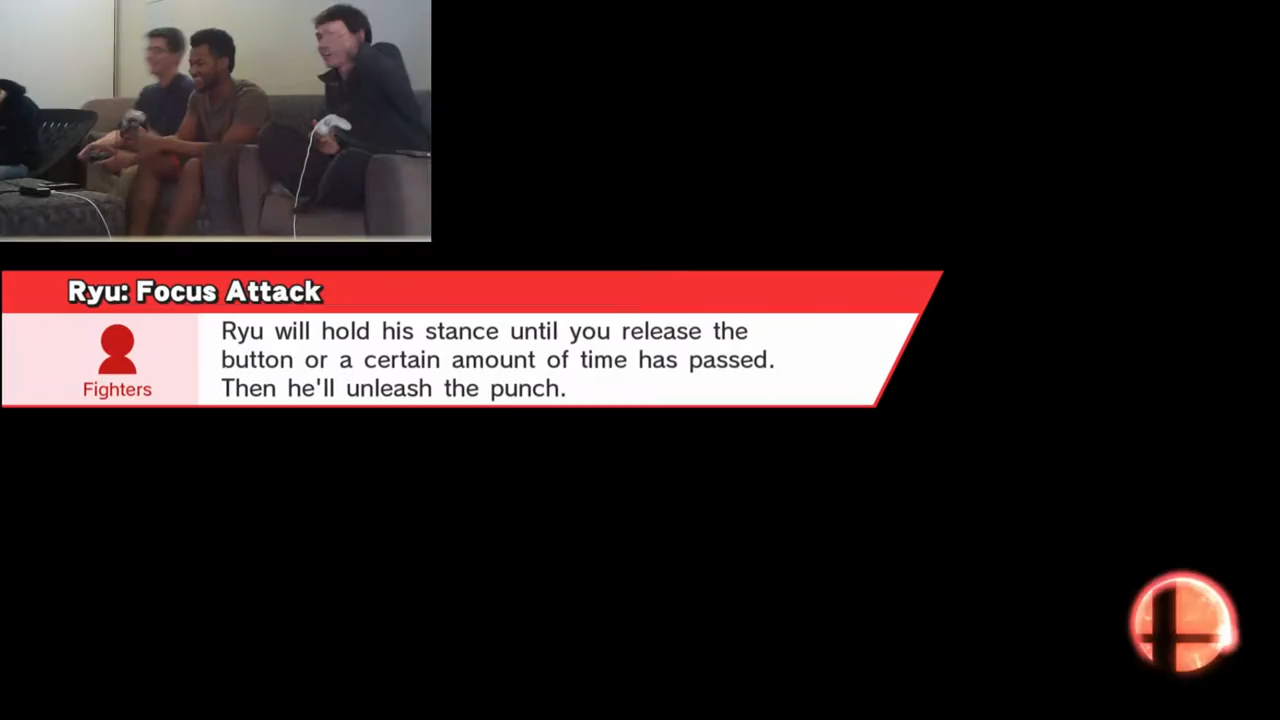 Ryu: Focus Attack
Ryu will hold his stance until you release the
button or a certain amount of time has passed.
Then he'll unleash the punch.
Fighters